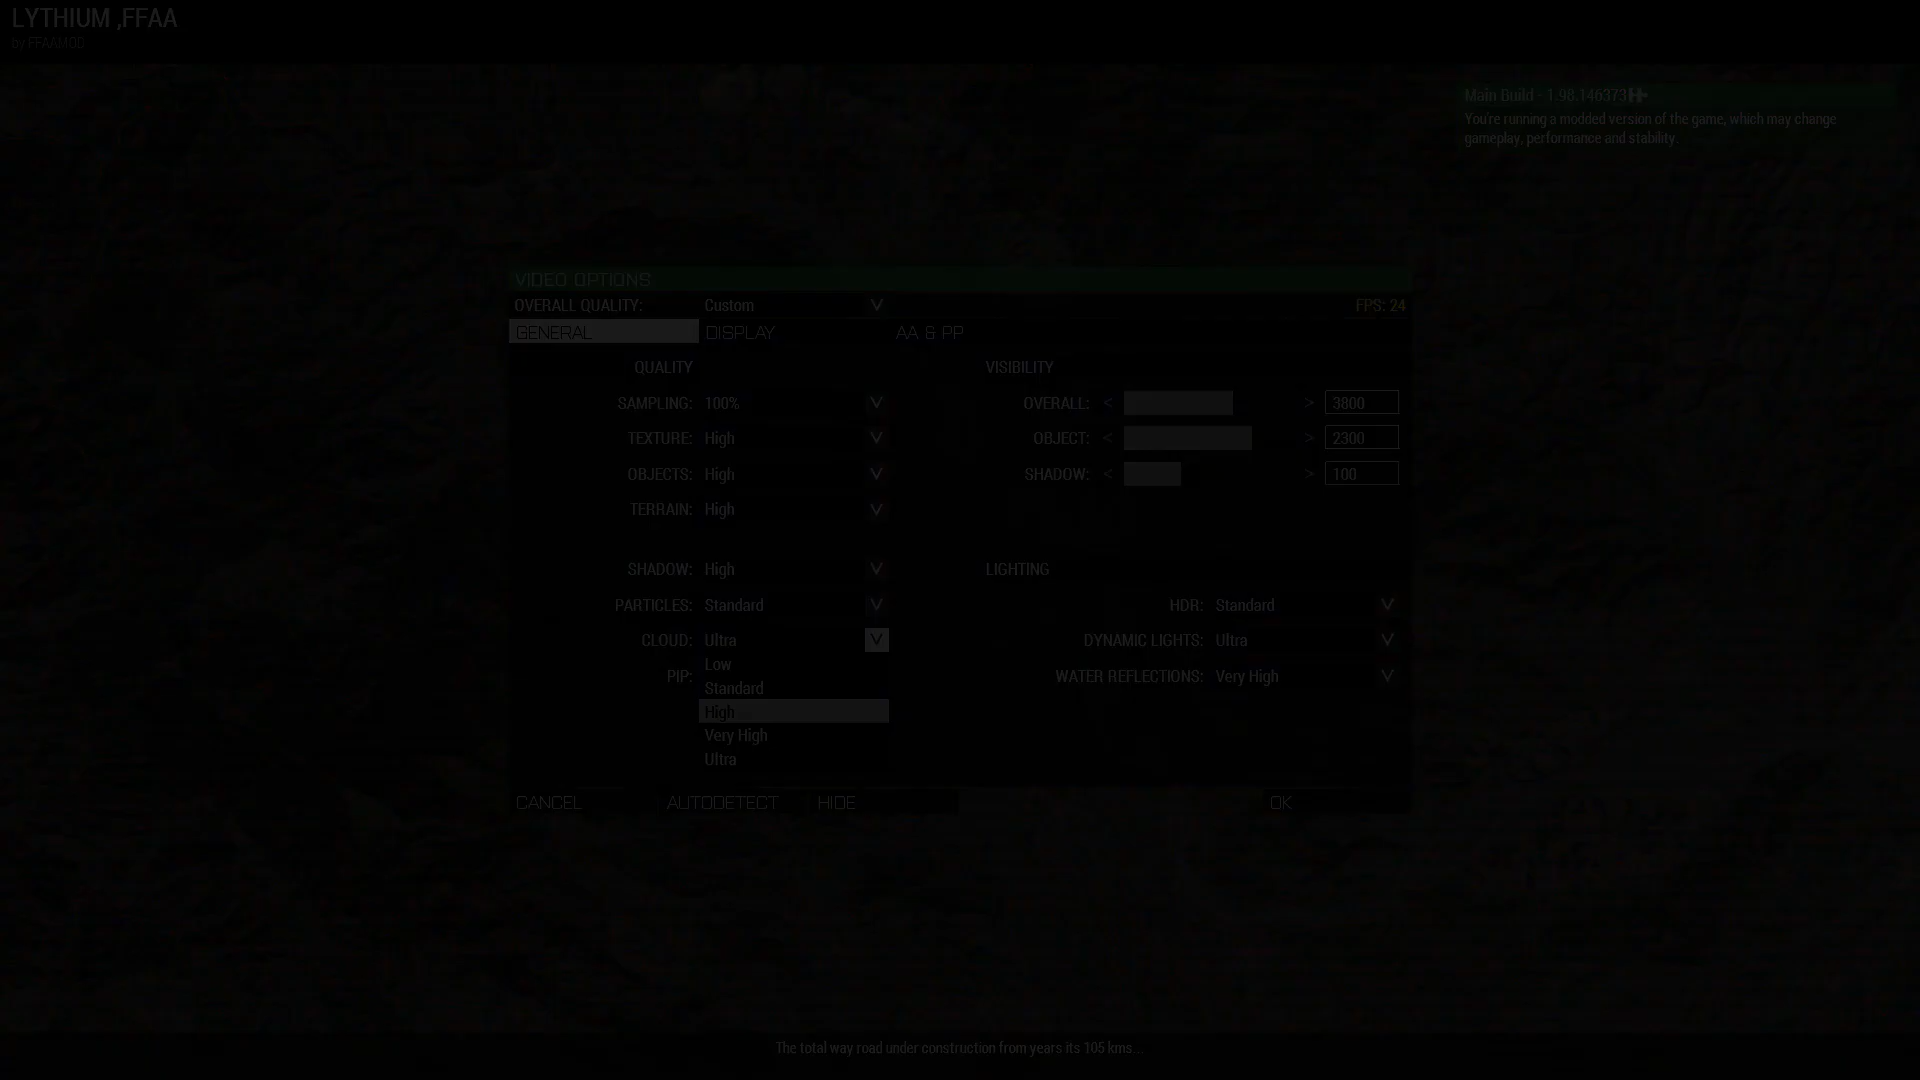 LYTHIUM ,FFAA
by FFAAMOD
Main Build - 1.98.146373
You're running a modded version of the game, which may change
gameplay, performance and stability.
VIDEO OPTIONS
OVERALL QUALITY: Custom V FPS: 24
GENERAL DISPLAY AA & PP
QUALITY VISIBILITY
SAMPLING: 100% V OVERALL: < > 3800
TEXTURE: High V OBJECT: < > 2300
OBJECTS: High V SHADOW: < > 100
TERRAIN: High V
SHADOW: High V LIGHTING
PARTICLES: Standard V HDR: Standard V
CLOUD: Ultra V DYNAMIC LIGHTS: Ultra V
Low
PIP: WATER REFLECTIONS: Very High V
Standard
High
Very High
Ultra
CANCEL AUTODETECT HIDE OK
The total way road under construction from years its 105 kms...